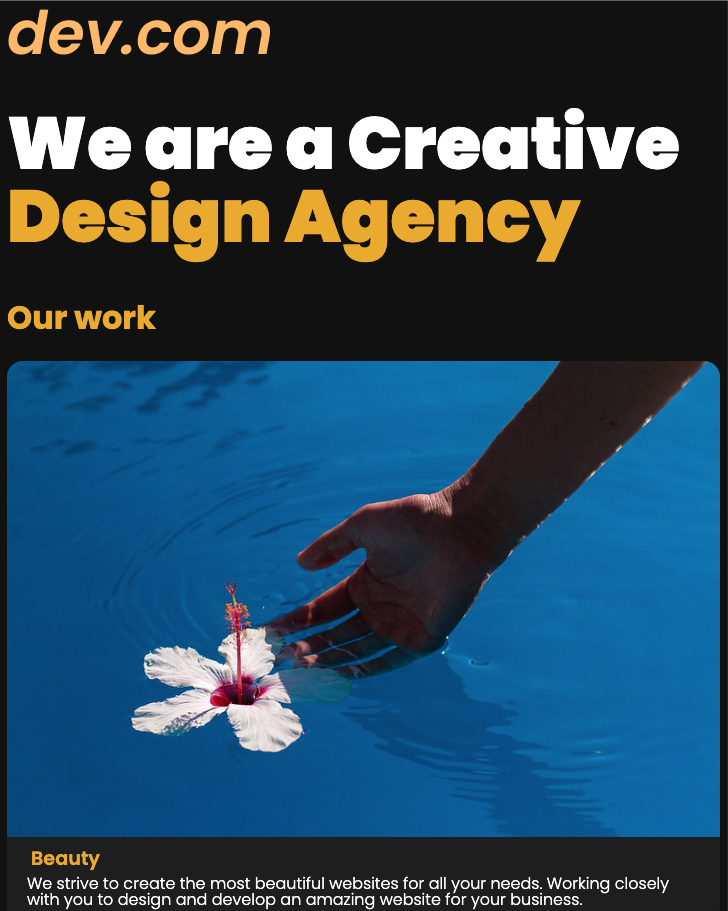 dev.com
We are a Creative
Design Agency
Our work
Beauty
We strive to create the most beautiful websites for all your needs. Working closely
with you to design and develop an amazing website for your business.